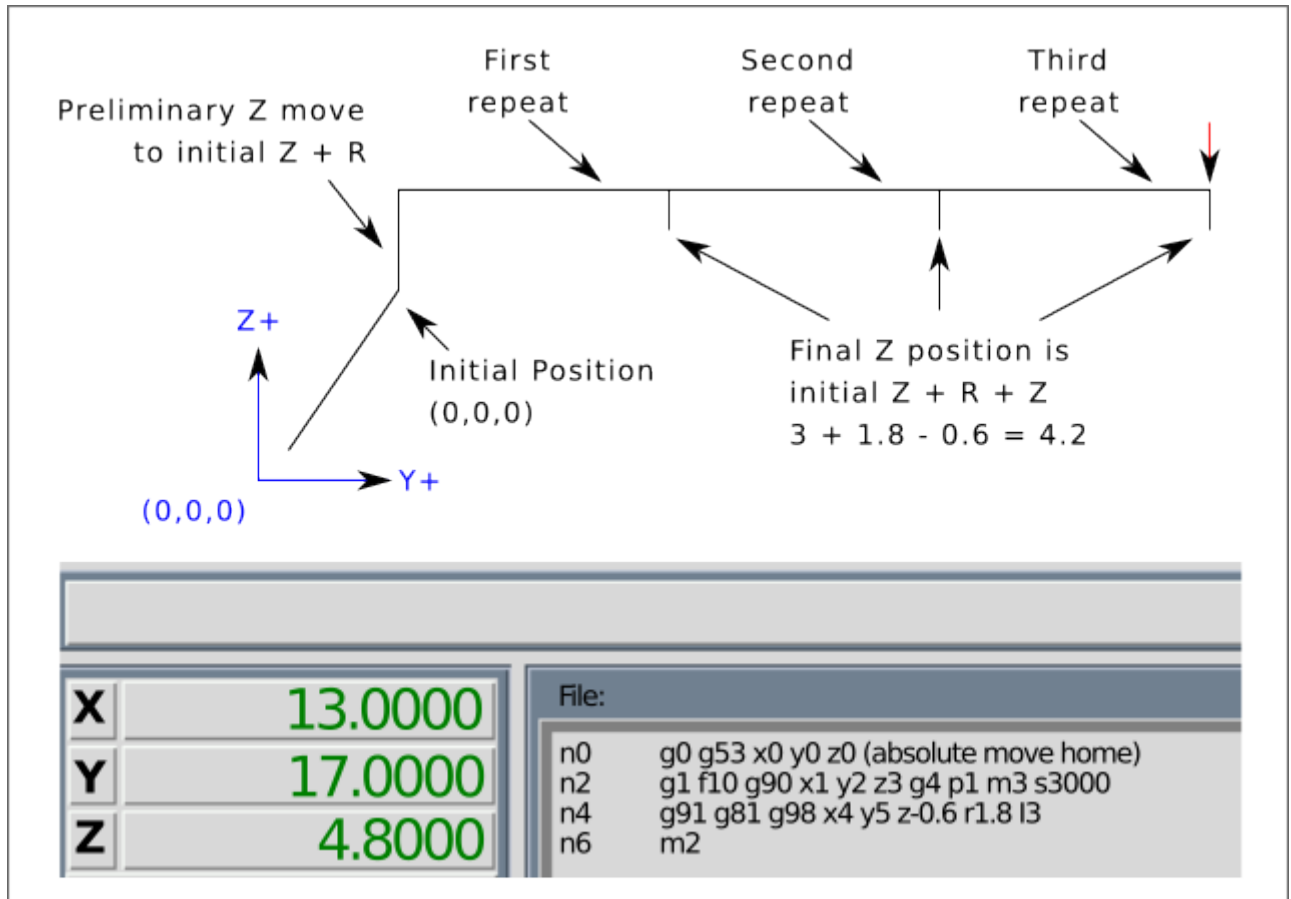 First
repeat
Second
repeat
Third
repeat
Preliminary Z move
to initial Z + R
Z+
Initial Position
(0,0,0)
Final Z position is
initial Z + R + Z
3 + 1.8 - 0.6 = 4.2
Y+
(0,0,0)
X 13.0000
Y 17.0000
Z 4.8000
File:
n0 g0 g53 x0 y0 z0 (absolute move home)
n2 g1 f10 g90 x1 y2 z3 g4 p1 m3 s3000
n4 g91 g81 g98 x4 y5 z-0.6 r1.8 l3
n6 m2